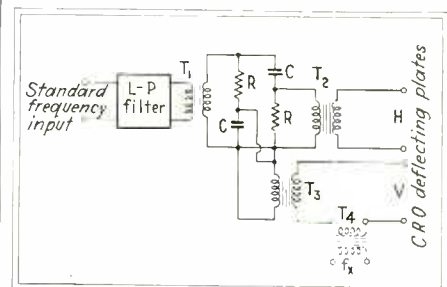 Standard
frequency
input
L-P
filter
T1
R
C
C
R
T2
H
T3
V
T4
fx
CRO deflecting plates